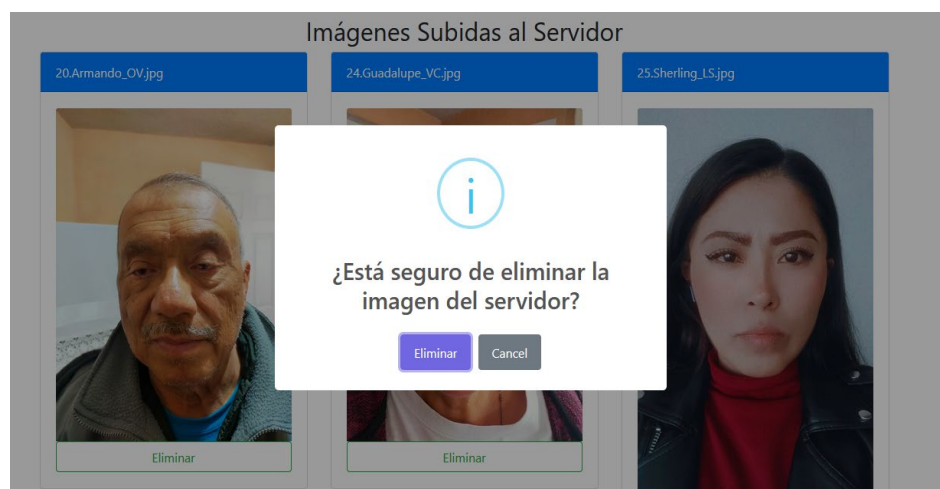 Imágenes Subidas al Servidor
20.Armando_OV.jpg
24.Guadalupe_VC.jpg
25.Sherling_LS.jpg
i
¿Está seguro de eliminar la
imagen del servidor?
Eliminar
Cancel
Eliminar
Eliminar